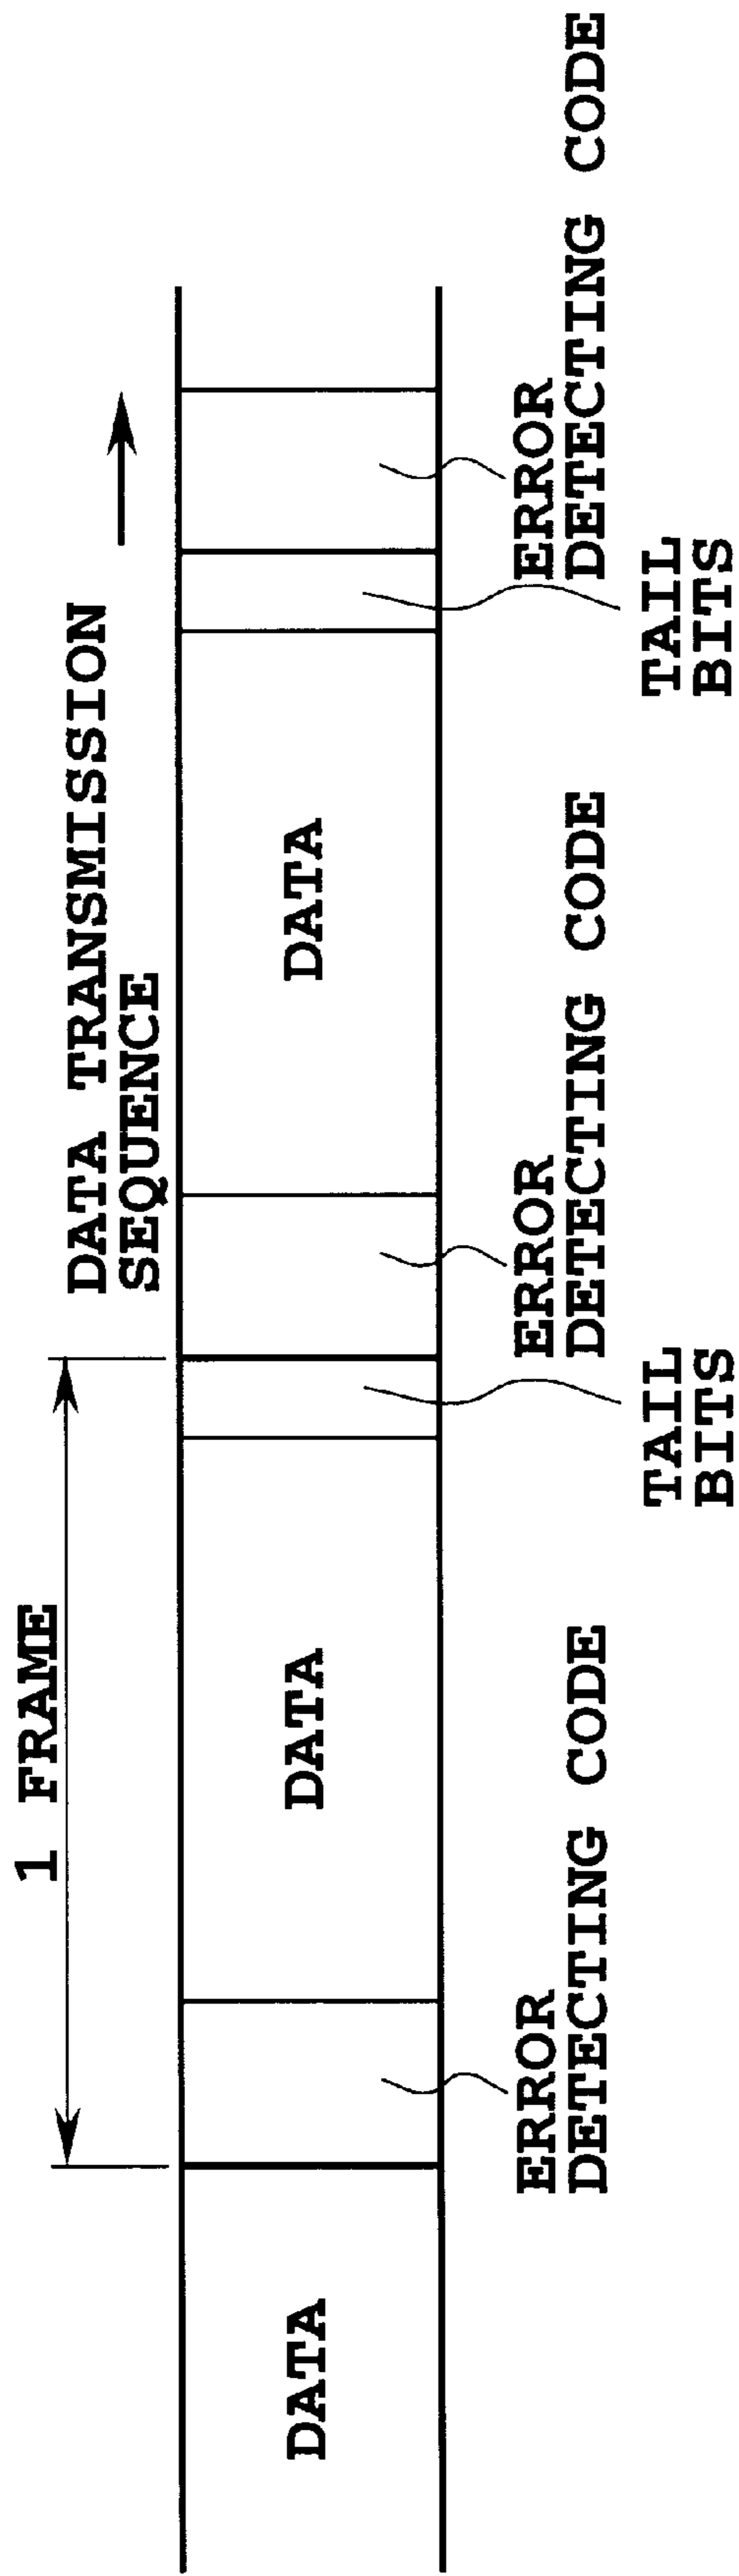 1 FRAME
DATA TRANSMISSION
SEQUENCE
DATA
DATA
DATA
ERROR
DETECTING CODE
ERROR
DETECTING CODE
ERROR
DETECTING CODE
TAIL
BITS
TAIL
BITS